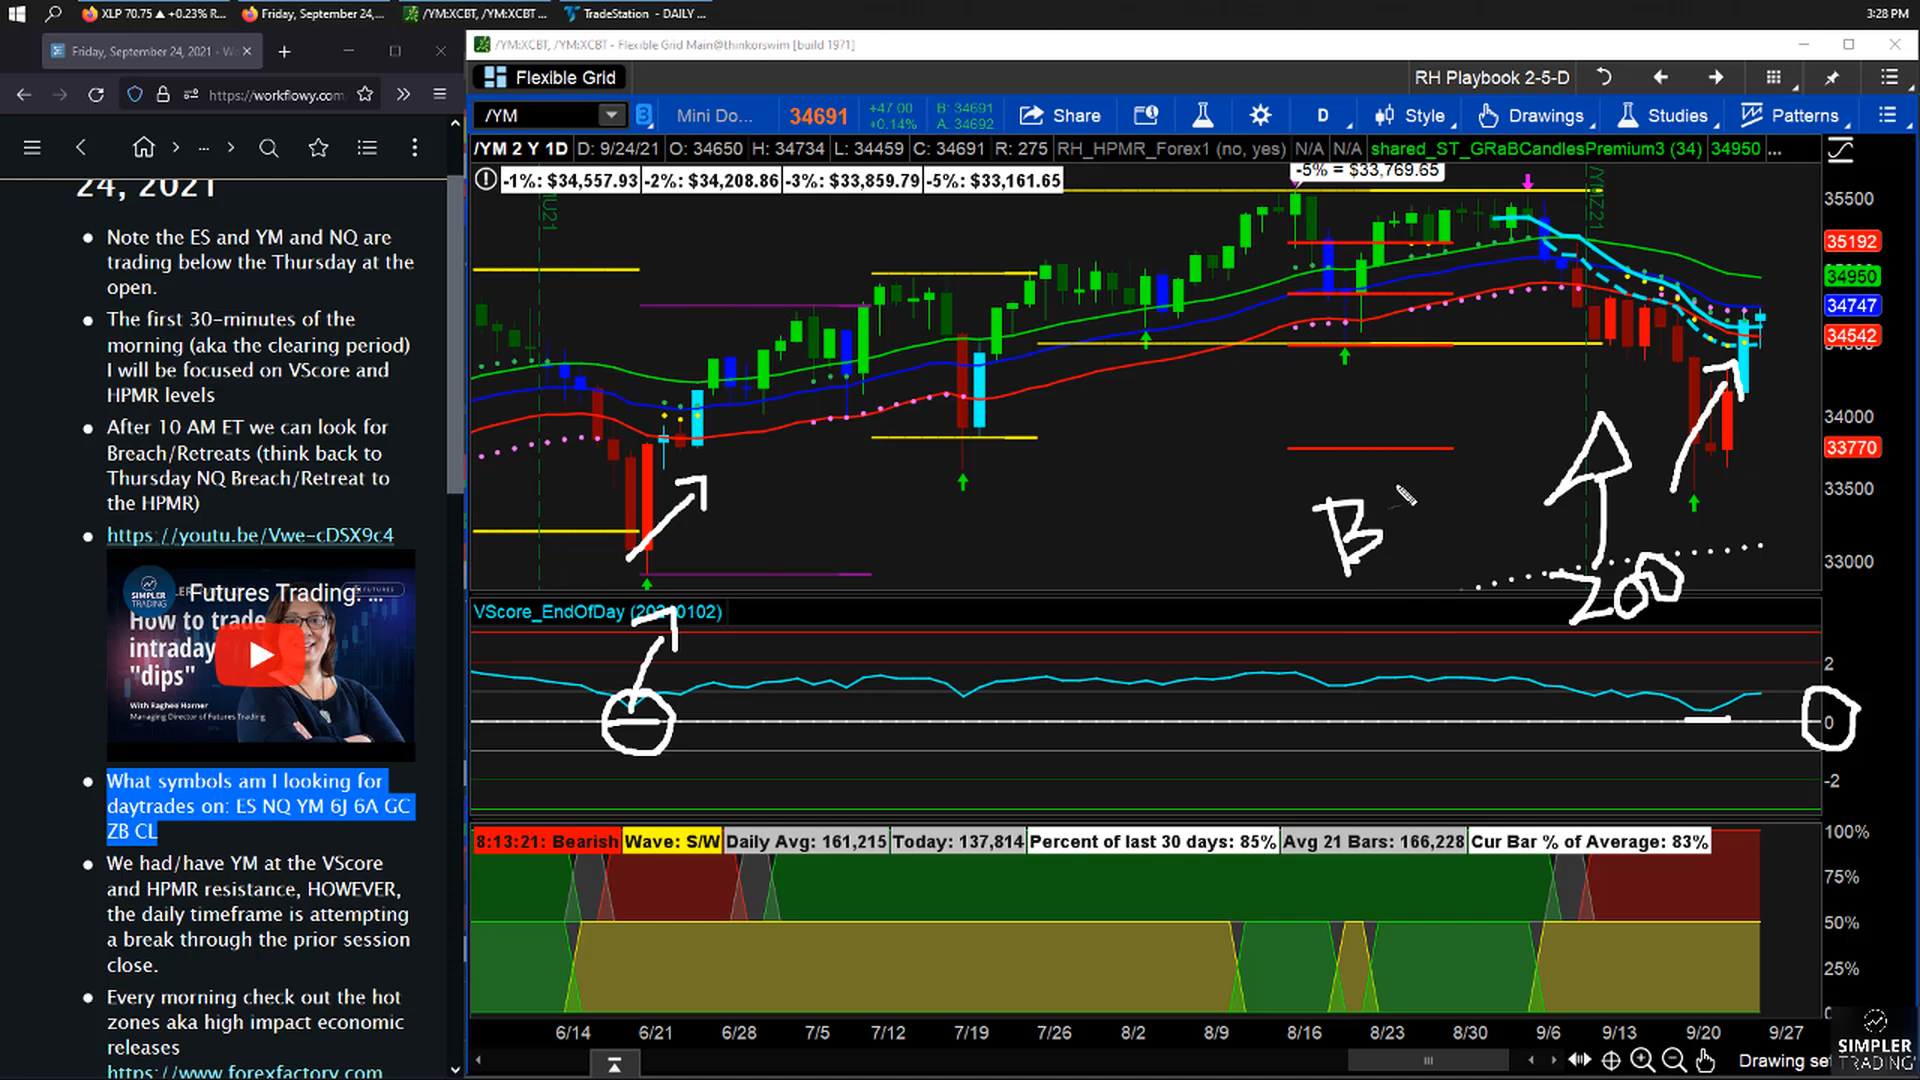 XLP 70.75 ▲ +0.23% R...
Friday, September 24,...
/YM:XCBT, /YM:XCBT ...
TradeStation - DAILY ...
3:28 PM
Friday, September 24, 2021 - W
/YM:XCBT, /YM:XCBT - Flexible Grid Main@thinkorswim [build 1971]
https://workflowy.com
Flexible Grid
RH Playbook 2-5-D
/YM
3
Mini Do...
34691
+47.00
+0.14%
B: 34691
A: 34692
Share
D
Style
Drawings
Studies
Patterns
/YM 2 Y 1D
D: 9/24/21
O: 34650
H: 34734
L: 34459
C: 34691
R: 275
RH_HPMR_Forex1 (no, yes)
N/A
N/A
shared_ST_GRaBCandlesPremium3 (34)
34950
...
-1%: $34,557.93
-2%: $34,208.86
-3%: $33,859.79
-5%: $33,161.65
-5% = $33,769.65
24, 2021
Note the ES and YM and NQ are
trading below the Thursday at the
open.
The first 30-minutes of the
morning (aka the clearing period)
I will be focused on VScore and
HPMR levels
After 10 AM ET we can look for
Breach/Retreats (think back to
Thursday NQ Breach/Retreat to
the HPMR)
https://youtu.be/Vwe-cDSX9c4
SIMPLER
TRADING
Futures Trading: ...
FUTURES
How to trade
intraday
"dips"
With Raghee Horner
Managing Director of Futures Trading
What symbols am I looking for
daytrades on: ES NQ YM 6J 6A GC
ZB CL
We had/have YM at the VScore
and HPMR resistance, HOWEVER,
the daily timeframe is attempting
a break through the prior session
close.
Every morning check out the hot
zones aka high impact economic
releases
https://www.forexfactory.com
35500
35192
34950
34747
34542
34000
33770
33500
33000
B
200
VScore_EndOfDay
2
0
-2
8:13:21: Bearish
Wave: S/W
Daily Avg: 161,215
Today: 137,814
Percent of last 30 days: 85%
Avg 21 Bars: 166,228
Cur Bar % of Average: 83%
100%
75%
50%
25%
6/14
6/21
6/28
7/5
7/12
7/19
7/26
8/2
8/9
8/16
8/23
8/30
9/6
9/13
9/20
9/27
Drawing set
SIMPLER
TRADING